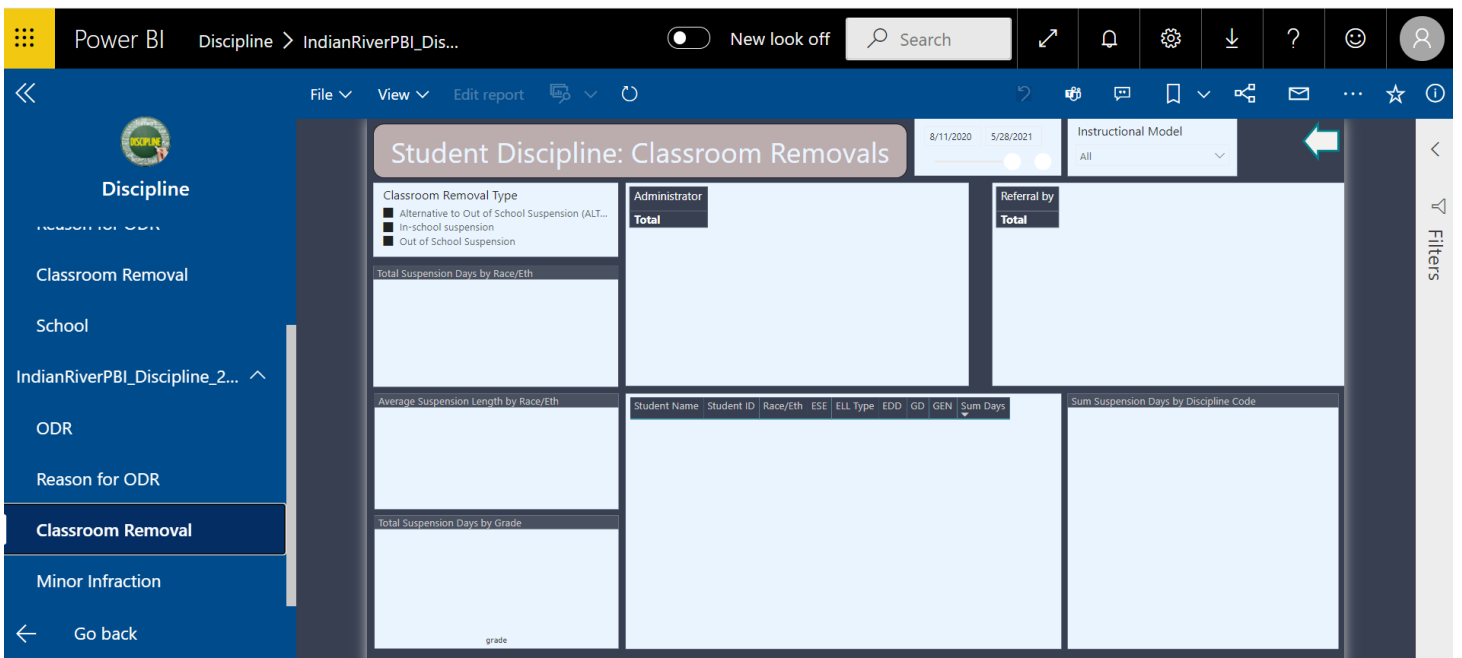 Power BI Discipline > IndianRiverPBI_Dis... New look off Search
File View Edit report
DISCIPLINE
Discipline
Reason for ODR
Classroom Removal
School
IndianRiverPBI_Discipline_2...
ODR
Reason for ODR
Classroom Removal
Minor Infraction
Go back
Student Discipline: Classroom Removals
8/11/2020 5/28/2021
Instructional Model
All
Classroom Removal Type
Alternative to Out of School Suspension (ALT...
In-school suspension
Out of School Suspension
Administrator
Total
Referral by
Total
Total Suspension Days by Race/Eth
Average Suspension Length by Race/Eth
Student Name Student ID Race/Eth ESE ELL Type EDD GD GEN Sum Days
Sum Suspension Days by Discipline Code
Total Suspension Days by Grade
grade
Filters